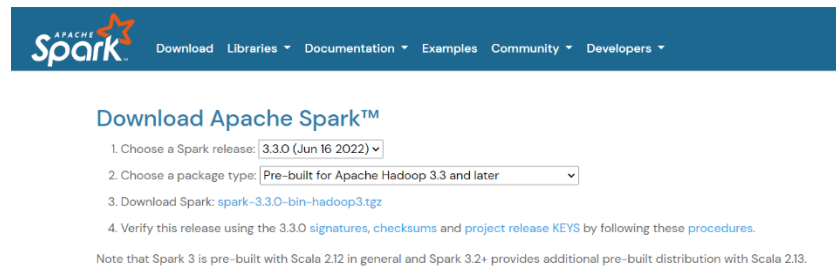 APACHE
Spark™
Download Libraries Documentation Examples Community Developers
Download Apache Spark™
1. Choose a Spark release: 3.3.0 (Jun 16 2022)
2. Choose a package type: Pre-built for Apache Hadoop 3.3 and later
3. Download Spark: spark-3.3.0-bin-hadoop3.tgz
4. Verify this release using the 3.3.0 signatures, checksums and project release KEYS by following these procedures.
Note that Spark 3 is pre-built with Scala 2.12 in general and Spark 3.2+ provides additional pre-built distribution with Scala 2.13.